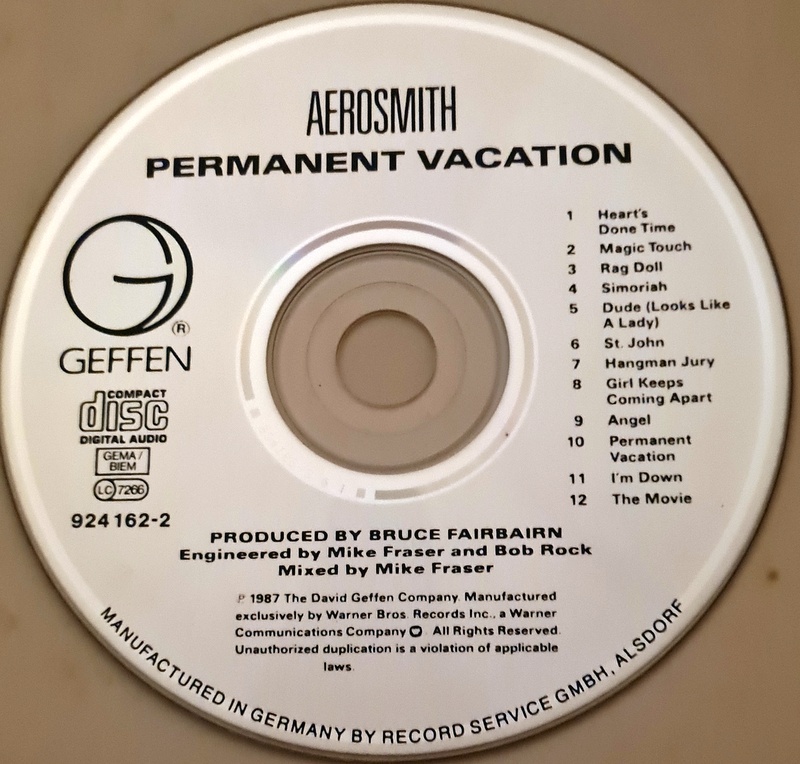 AEROSMITH
PERMANENT VACATION
®
GEFFEN
COMPACT
disc
DIGITAL AUDIO
GEMA/
BIEM
LC 7266
924162-2
1 Heart's
Done Time
2 Magic Touch
3 Rag Doll
4 Simoriah
5 Dude (Looks Like
A Lady)
6 St. John
7 Hangman Jury
8 Girl Keeps
Coming Apart
9 Angel
10 Permanent
Vacation
11 I'm Down
12 The Movie
PRODUCED BY BRUCE FAIRBAIRN
Engineered by Mike Fraser and Bob Rock
Mixed by Mike Fraser
℗ 1987 The David Geffen Company. Manufactured
exclusively by Warner Bros. Records Inc., a Warner
Communications Company. All Rights Reserved.
Unauthorized duplication is a violation of applicable
laws.
MANUFACTURED IN GERMANY BY RECORD SERVICE GMBH, ALSDORF